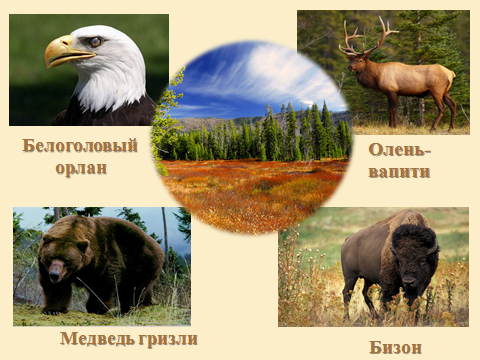 Белоголовый
орлан
Олень-
вапити
Медведь гризли
Бизон